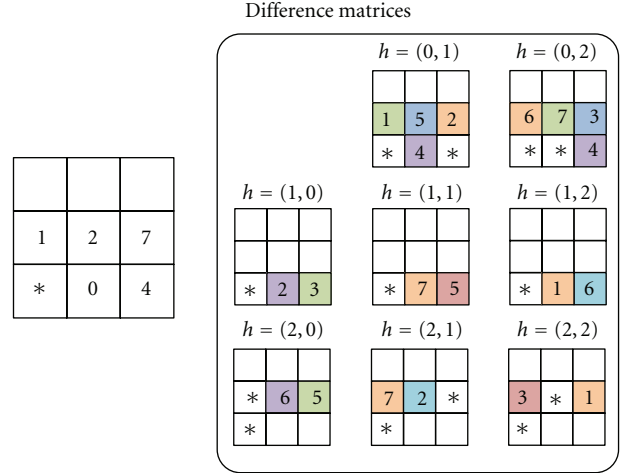 Difference matrices
h = (0, 1)
h = (0, 2)
1 5 2
6 7 3
* 4 *
* * 4
h = (1, 0)
h = (1, 1)
h = (1, 2)
1 2 7
* 0 4
* 2 3
* 7 5
* 1 6
h = (2, 0)
h = (2, 1)
h = (2, 2)
* 6 5
7 2 *
3 * 1
*
*
*